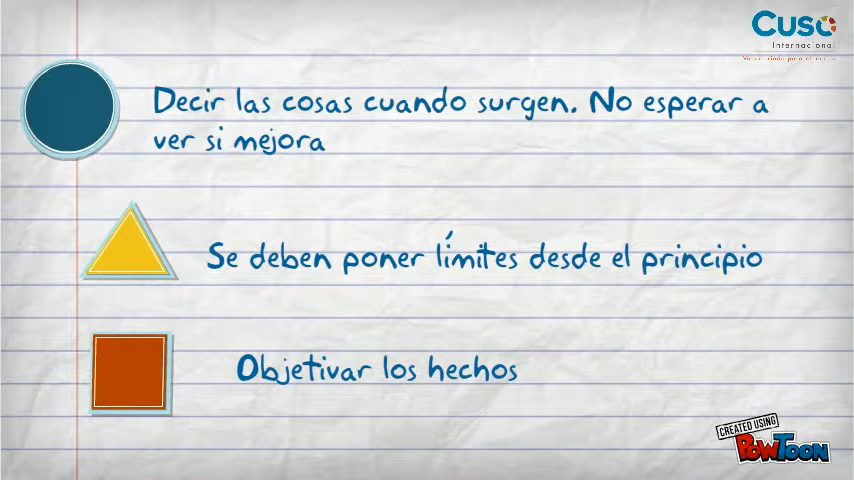 Cuso
Internacional
Decir las cosas cuando surgen. No esperar a
ver si mejora
Se deben poner límites desde el principio
Objetivar los hechos
CREATED USING
POWTOON